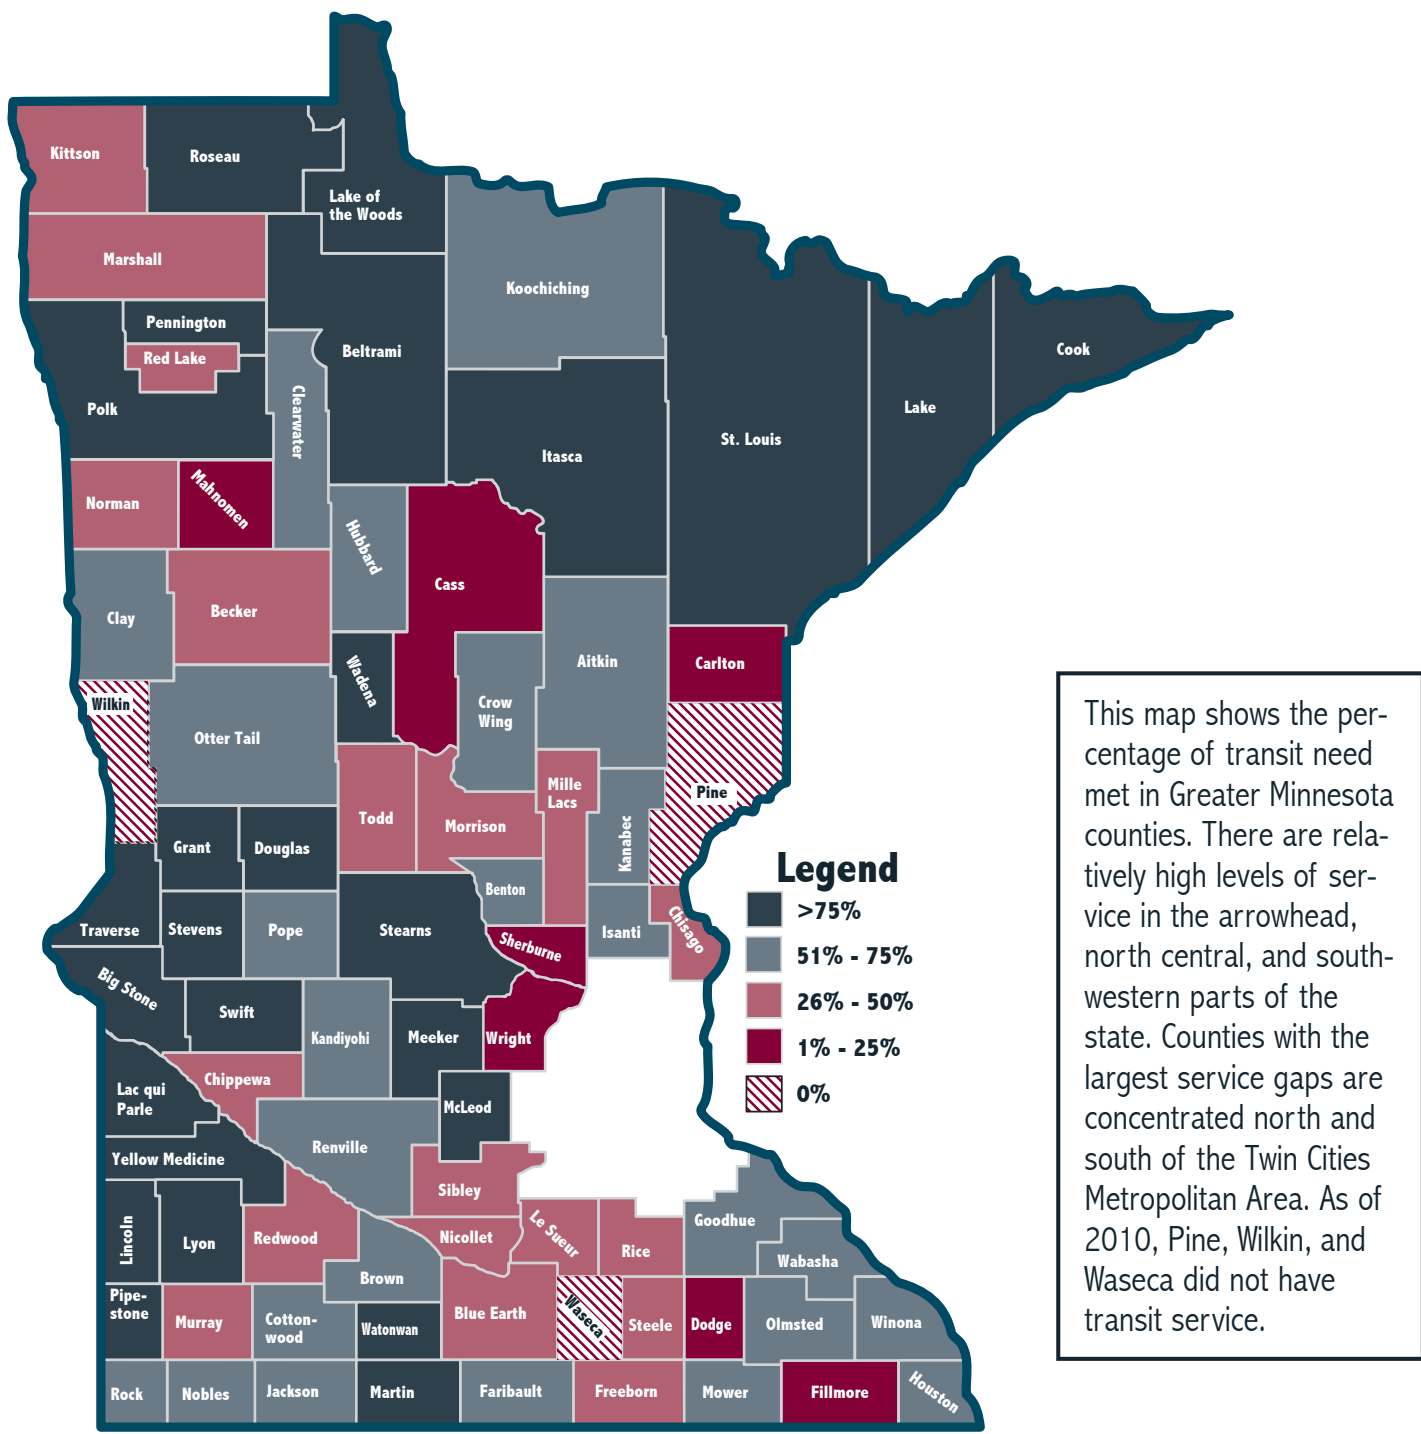 Kittson
Roseau
Lake of
the Woods
Marshall
Koochiching
Pennington
Beltrami
Red Lake
Cook
Clearwater
Polk
Lake
St. Louis
Itasca
Norman
Mahnomen
Hubbard
Cass
Clay
Becker
Aitkin
Carlton
Wadena
Wilkin
Crow
Wing
Otter Tail
Pine
Mille
Lacs
Todd
Morrison
Kanabec
Grant
Douglas
Benton
Chisago
Traverse
Stevens
Pope
Stearns
Isanti
Sherburne
Big Stone
Swift
Kandiyohi
Meeker
Wright
Chippewa
Lac qui
Parle
McLeod
Renville
Yellow Medicine
Sibley
Lincoln
Lyon
Redwood
Nicollet
Le Sueur
Rice
Goodhue
Wabasha
Brown
Pipe-
stone
Murray
Cotton-
wood
Watonwan
Blue Earth
Waseca
Steele
Dodge
Olmsted
Winona
Rock
Nobles
Jackson
Martin
Faribault
Freeborn
Mower
Fillmore
Houston
Legend
>75%
51% - 75%
26% - 50%
1% - 25%
0%
This map shows the per-
centage of transit need
met in Greater Minnesota
counties. There are rela-
tively high levels of ser-
vice in the arrowhead,
north central, and south-
western parts of the
state. Counties with the
largest service gaps are
concentrated north and
south of the Twin Cities
Metropolitan Area. As of
2010, Pine, Wilkin, and
Waseca did not have
transit service.